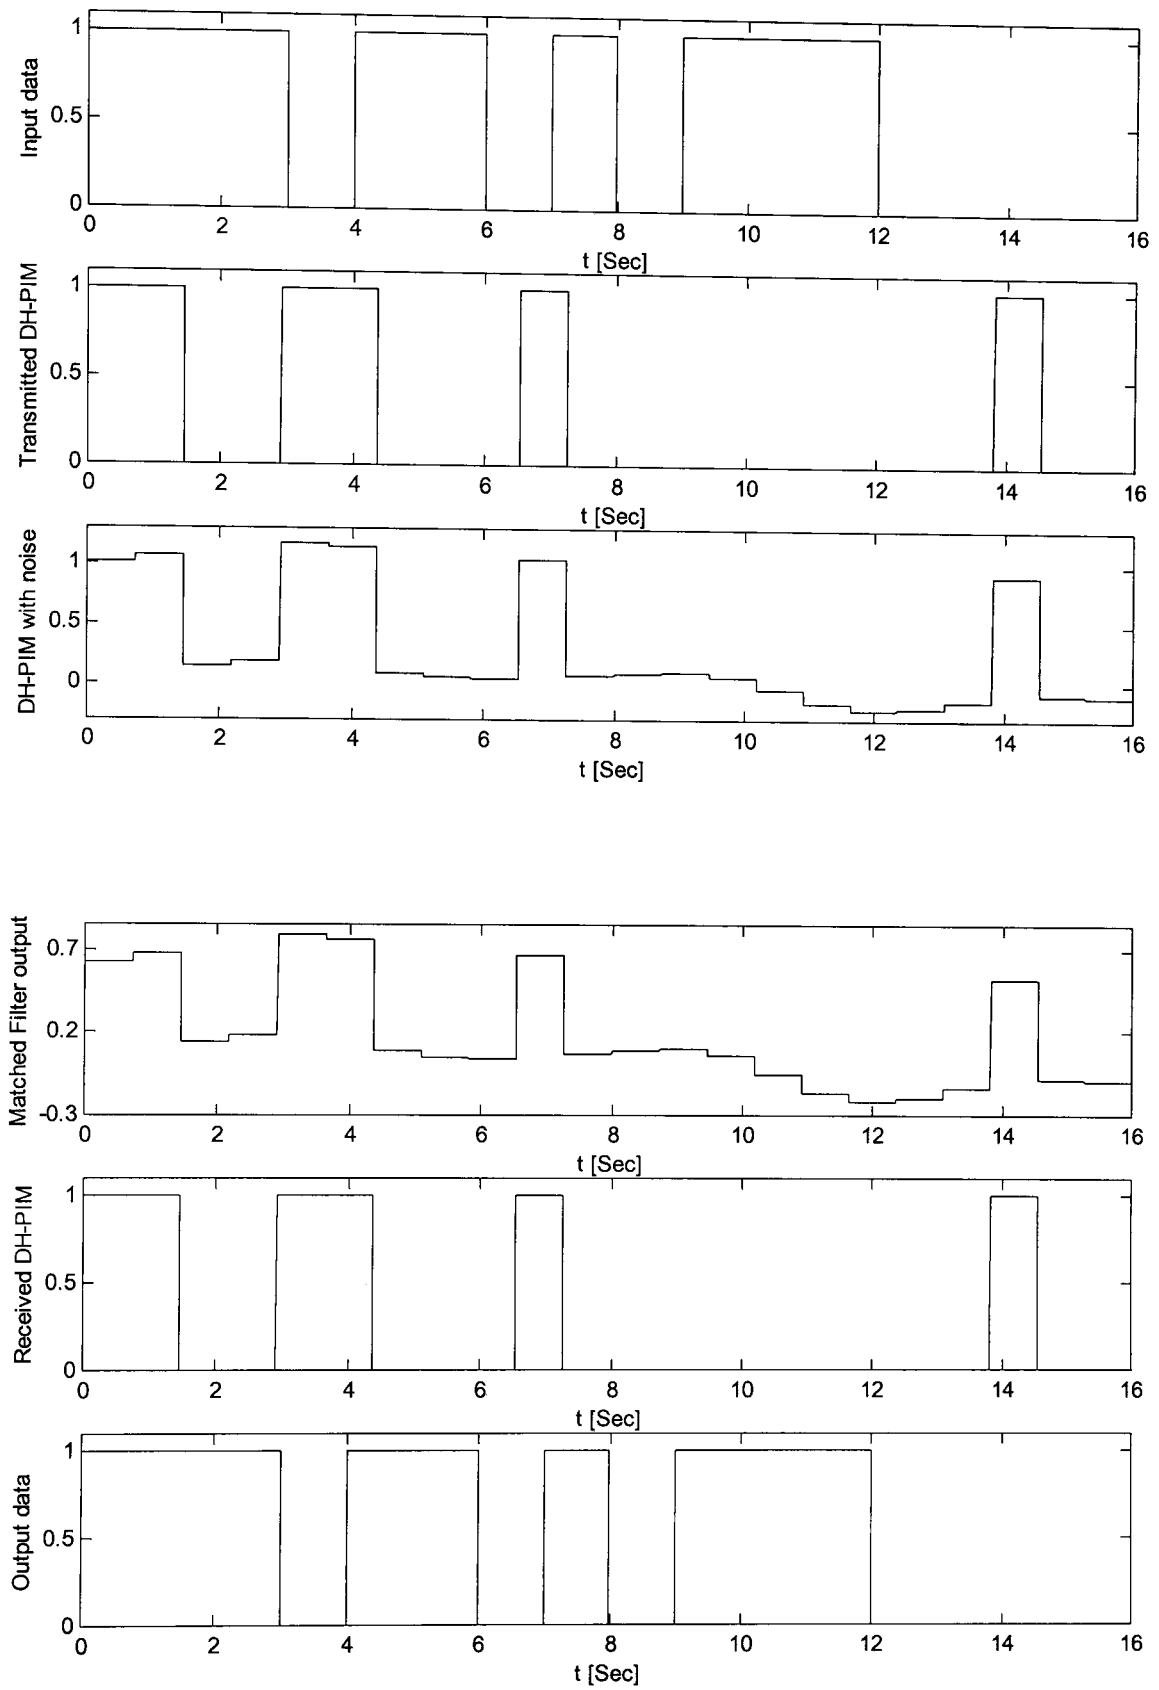 Input data
1
0.5
0
0 2 4 6 8 10 12 14 16
t [Sec]
Transmitted DH-PIM
1
0.5
0
0 2 4 6 8 10 12 14 16
t [Sec]
DH-PIM with noise
1
0.5
0
0 2 4 6 8 10 12 14 16
t [Sec]
Matched Filter output
0.7
0.2
-0.3
0 2 4 6 8 10 12 14 16
t [Sec]
Received DH-PIM
1
0.5
0
0 2 4 6 8 10 12 14 16
t [Sec]
Output data
1
0.5
0
0 2 4 6 8 10 12 14 16
t [Sec]